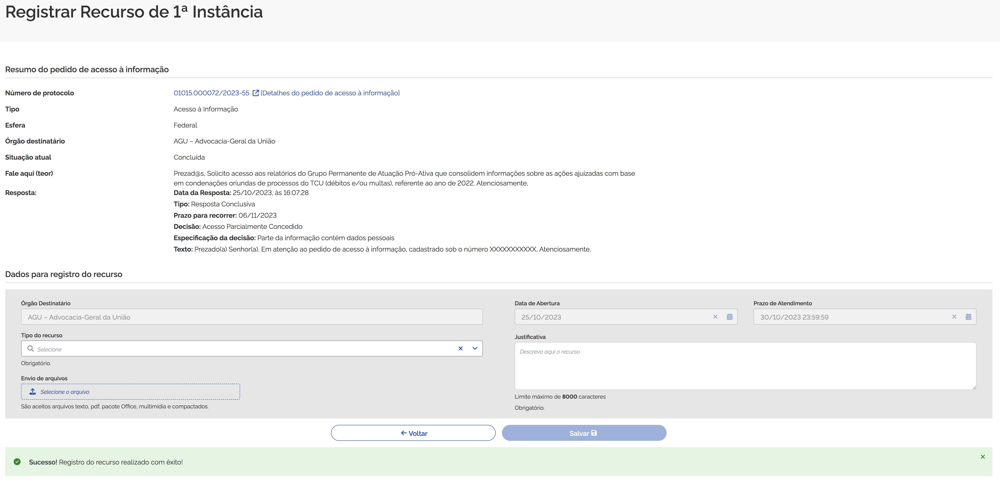 Registrar Recurso de 1ª Instância
Resumo do pedido de acesso à informação
Número de protocolo 01015.000072/2023-55 [Detalhes do pedido de acesso à informação]
Tipo Acesso à Informação
Esfera Federal
Órgão destinatário AGU – Advocacia-Geral da União
Situação atual Concluída
Fale aqui (teor) Prezad@s, Solicito acesso aos relatórios do Grupo Permanente de Atuação Pró-Ativa que consolidem informações sobre as ações ajuizadas com base
em condenações oriundas de processos do TCU (débitos e/ou multas), referente ao ano de 2022. Atenciosamente,
Resposta: Data da Resposta: 25/10/2023, às 16:07:28
Tipo: Resposta Conclusiva
Prazo para recorrer: 06/11/2023
Decisão: Acesso Parcialmente Concedido
Especificação da decisão: Parte da informação contém dados pessoais
Texto: Prezado(a) Senhor(a), Em atenção ao pedido de acesso à informação, cadastrado sob o número XXXXXXXXXXX, Atenciosamente,
Dados para registro do recurso
Órgão Destinatário
AGU – Advocacia-Geral da União
Data de Abertura
25/10/2023
Prazo de Atendimento
30/10/2023 23:59:59
Tipo do recurso
Selecione
Obrigatório.
Envio de arquivos
Selecione o arquivo
São aceitos arquivos texto, pdf, pacote Office, multimídia e compactados.
Justificativa
Descreva aqui o recurso
Limite máximo de 8000 caracteres
Obrigatório.
Voltar
Salvar
Sucesso! Registro do recurso realizado com êxito!